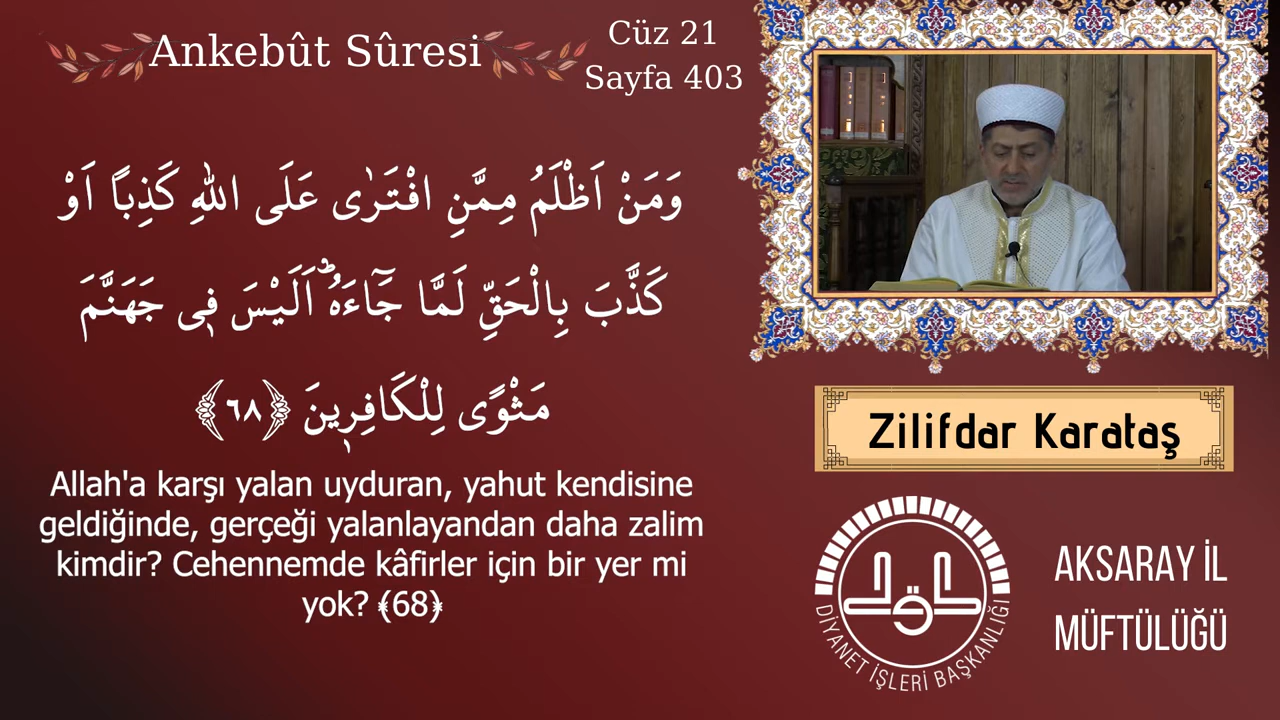 Ankebût Sûresi
Cüz 21
Sayfa 403
وَمَنْ اَظْلَمُ مِمَّنِ افْتَرٰى عَلَى اللّٰهِ كَذِباً اَوْ
كَذَّبَ بِالْحَقِّ لَمَّا جَٓاءَهُۜ اَلَيْسَ ف۪ى جَهَنَّمَ
مَثْوًى لِلْكَافِر۪ينَ ﴿٦٨﴾
Allah'a karşı yalan uyduran, yahut kendisine
geldiğinde, gerçeği yalanlayandan daha zalim
kimdir? Cehennemde kâfirler için bir yer mi
yok? ﴾68﴿
Zilifdar Karataş
DİYANET İŞLERİ BAŞKANLIĞI
AKSARAY İL
MÜFTÜLÜĞÜ